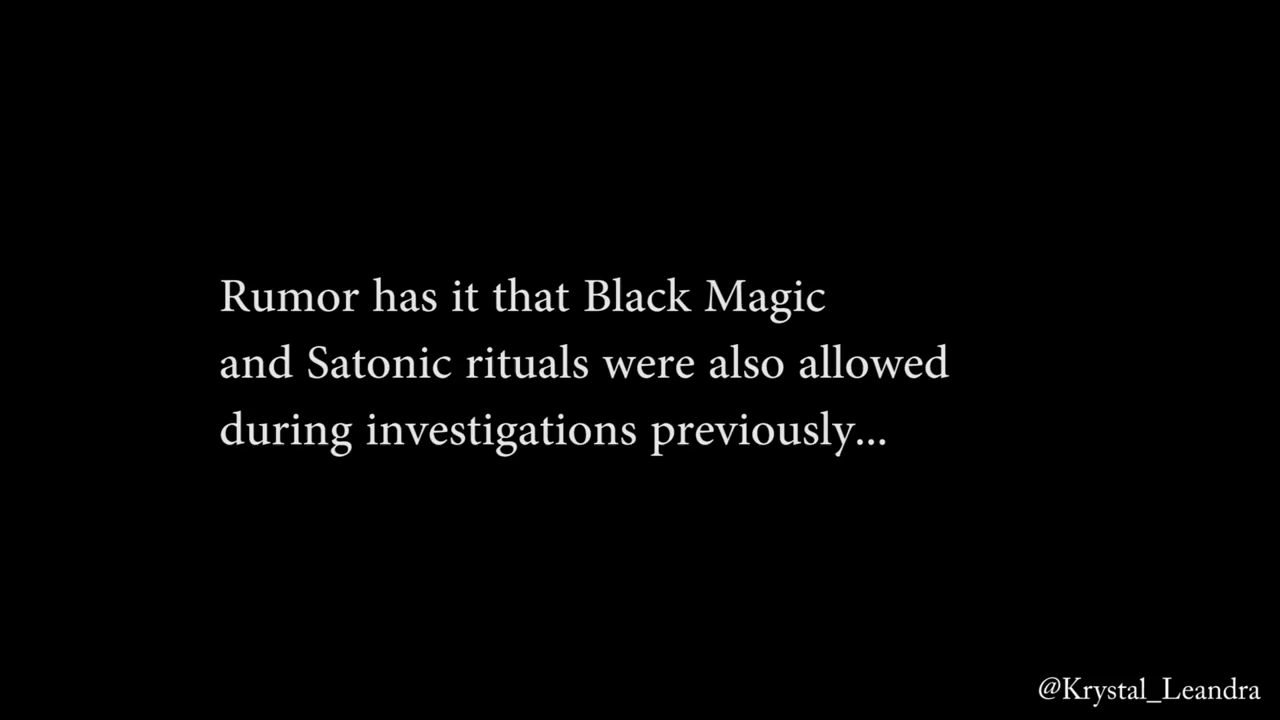 Rumor has it that Black Magic
and Satonic rituals were also allowed
during investigations previously...
@Krystal_Leandra